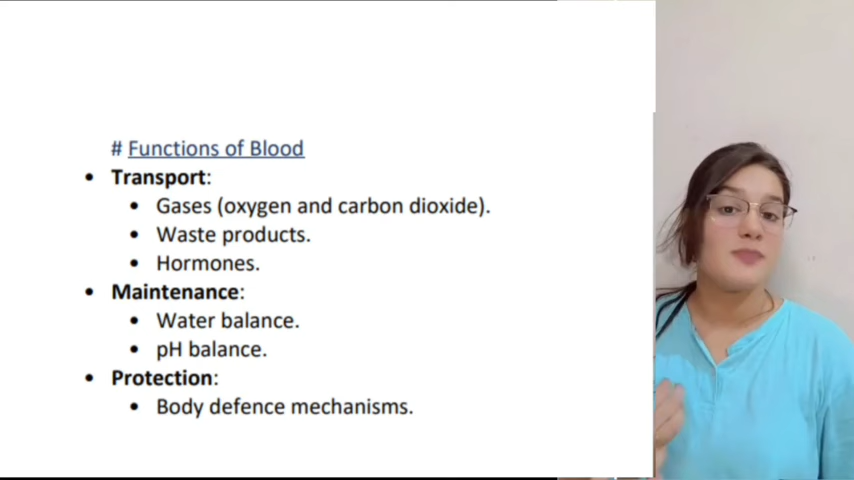 # Functions of Blood
• Transport:
• Gases (oxygen and carbon dioxide).
• Waste products.
• Hormones.
• Maintenance:
• Water balance.
• pH balance.
• Protection:
• Body defence mechanisms.